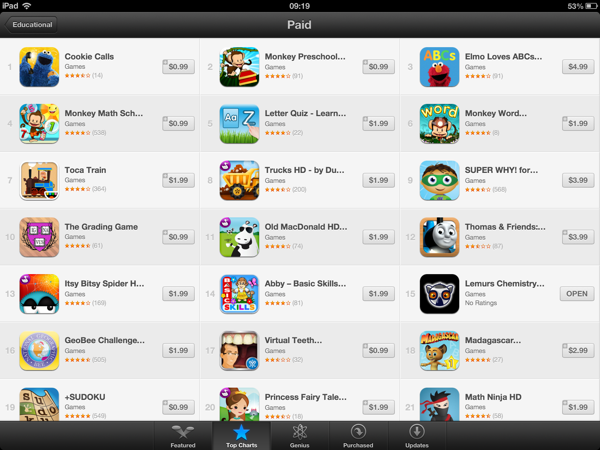 iPad 09:19 53%
Educational Paid
1 Cookie Calls Games (14) $0.99
2 Monkey Preschool... Games (91) $0.99
3 Elmo Loves ABCs... Games (91) $4.99
4 Monkey Math Sch... Games (538) $0.99
5 Letter Quiz - Learn... Games (22) $1.99
6 Monkey Word... Games (8) $1.99
7 Toca Train Games (364) $1.99
8 Trucks HD - by Du... Games (200) $1.99
9 SUPER WHY! for... Games (568) $3.99
10 The Grading Game Games (61) $0.99
11 Old MacDonald HD... Games (74) $1.99
12 Thomas & Friends:... Games (67) $3.99
13 Itsy Bitsy Spider H... Games (169) $1.99
14 Abby – Basic Skills... Games (81) $1.99
15 Lemurs Chemistry... Games No Ratings OPEN
16 GeoBee Challenge... Games (505) $1.99
17 Virtual Teeth... Games (32) $0.99
18 Madagascar... Games (16) $2.99
19 +SUDOKU Games (549) $0.99
20 Princess Fairy Tale... Games (18) $1.99
21 Math Ninja HD Games $1.99
Featured Top Charts Genius Purchased Updates